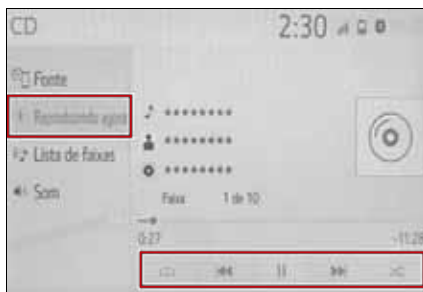 CD
2:30
Fonte
Reproduzindo agora
Lista de faixas
Som
********
********
********
Faixa 1 de 10
0:27
-11:28